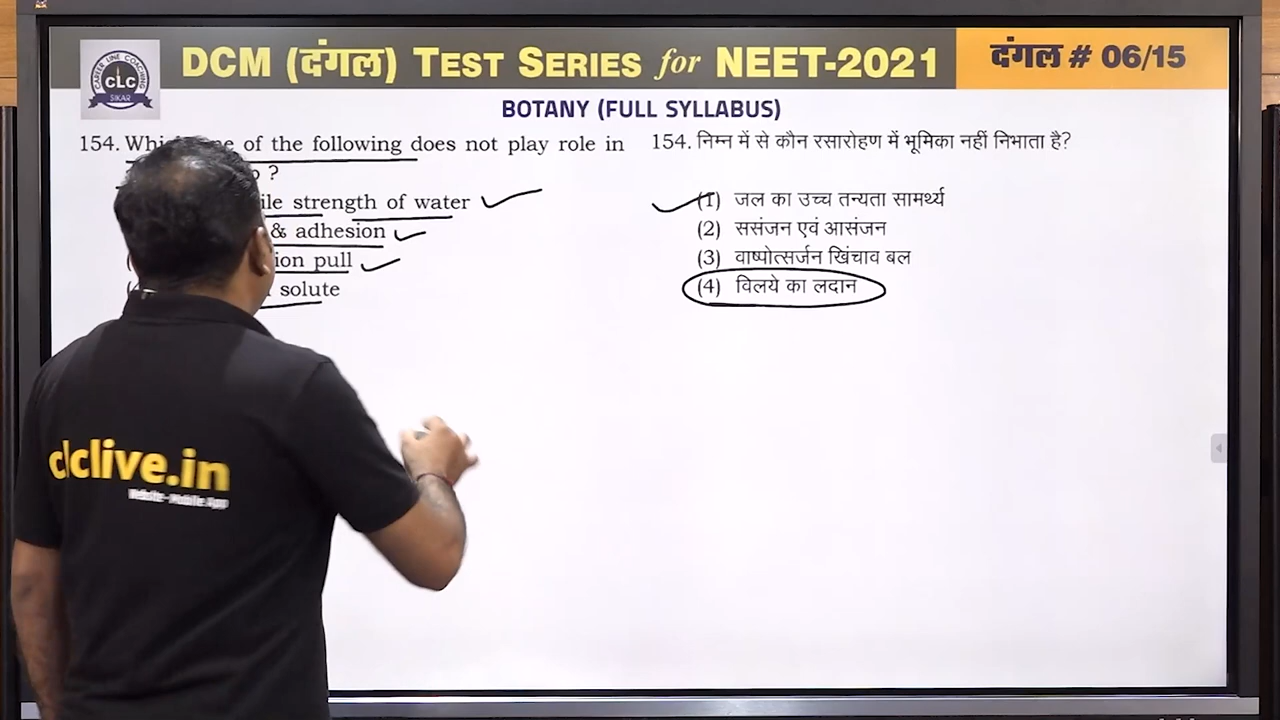 DCM (दंगल) TEST SERIES for NEET-2021
दंगल # 06/15
CAREER LINE COACHING
CLC
SIKAR
BOTANY (FULL SYLLABUS)
154. of the following does not play role in
?
strength of water
& adhesion
pull
solute
154. निम्न में से कौन रसारोहण में भूमिका नहीं निभाता है?
(1) जल का उच्च तन्यता सामर्थ्य
(2) ससंजन एवं आसंजन
(3) वाष्पोत्सर्जन खिंचाव बल
(4) विलये का लदान
clclive.in
Website - Mobile App